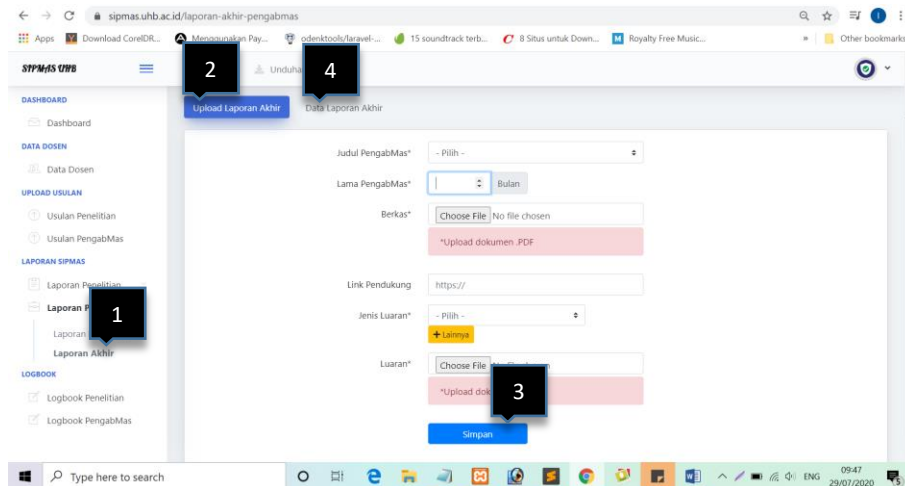 sipmas.uhb.ac.id/laporan-akhir-pengabmas
Apps Download CorelDR... Menggunakan Pay... odenktools/laravel-... 15 soundtrack terb... 8 Situs untuk Down... Royalty Free Music... » Other bookmarks
SIPMAS UHB
Unduha
2
4
Upload Laporan Akhir
Data Laporan Akhir
DASHBOARD
Dashboard
DATA DOSEN
Data Dosen
UPLOAD USULAN
Usulan Penelitian
Usulan PengabMas
LAPORAN SIPMAS
Laporan Penelitian
Laporan P
1
Laporan
Laporan Akhir
LOGBOOK
Logbook Penelitian
Logbook PengabMas
Judul PengabMas*
- Pilih -
Lama PengabMas*
Bulan
Berkas*
Choose File No file chosen
*Upload dokumen .PDF
Link Pendukung
https://
Jenis Luaran*
- Pilih -
+ Lainnya
Luaran*
Choose File
*Upload dok
3
Simpan
Type here to search
ENG
09:47
29/07/2020